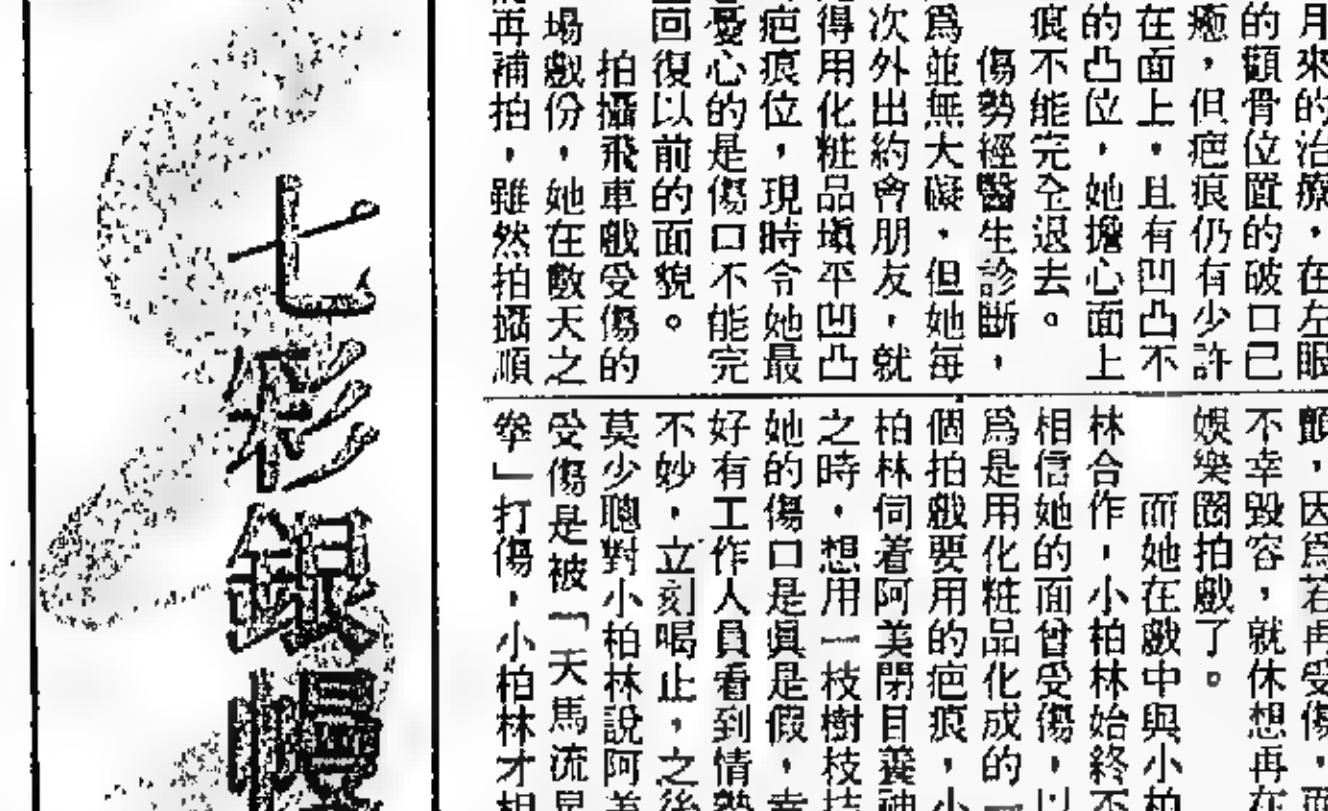 月來的治療，在左眼
的顴骨位置的破口已
癒，但疤痕仍有少許
在面上，且有凹凸不
的凸位，她擔心面上
痕不能完全退去。
傷勢經醫生診斷，
爲並無大礙，但她每
次外出約會朋友，就
得用化粧品塡平凹凸
疤痕位，現時令她最
憂心的是傷口不能完
回復以前的面貌。
拍攝飛車戲受傷的
場戲份，她在數天之
再補拍，雖然拍攝順
顫，因爲若再受傷，
不幸毀容，就休想再在
娛樂圈拍戲了。
而她在戲中與小柏
林合作，小柏林始終不
相信她的面曾受傷，以
爲是用化粧品化成的
個拍戲要用的疤痕，小
柏林伺着阿美閉目養神
之時，想用一枝樹枝
她的傷口是眞是假，幸
好有工作人員看到情勢
不妙，立刻喝止，之後
莫少聰對小柏林說阿美
受傷是被「天馬流星
拳」打傷，小柏林才相
七彩銀幔